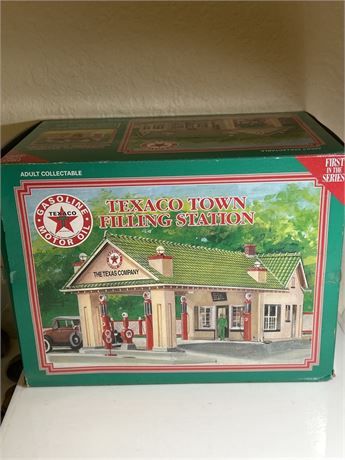 ADULT COLLECTABLE
FIRST
IN THE
SERIES
GASOLINE
TEXACO
MOTOR OIL
TEXACO TOWN
FILLING STATION
THE TEXAS COMPANY